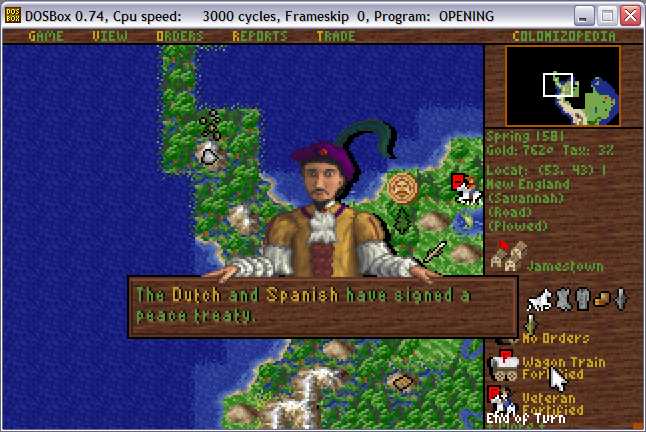 DOSBox 0.74, Cpu speed: 3000 cycles, Frameskip 0, Program: OPENING
GAME VIEW ORDERS REPORTS TRADE COLONIZOPEDIA
Spring 1581
Gold: 762° Tax: 3%
Locat: (53, 43) 1
New England
(Savannah)
(Road)
(Plowed)
Jamestown
The Dutch and Spanish have signed a
peace treaty.
No Orders
Wagon Train
Fortified
Veteran
Fortified
End of Turn